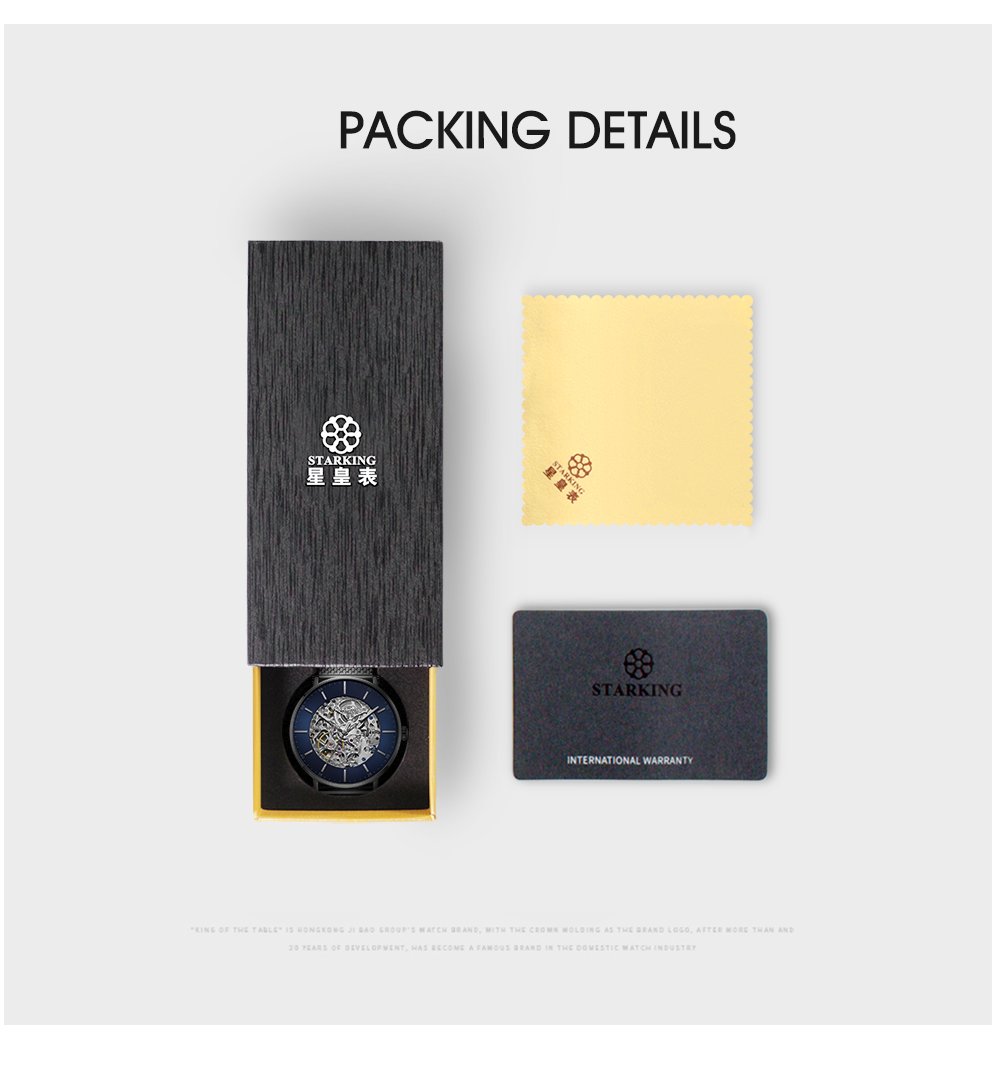 PACKING DETAILS
STARKING
星皇表
STARKING
星皇表
STARKING
INTERNATIONAL WARRANTY
"KING OF THE TABLE" IS HONGKONG JI BAO GROUP'S WATCH BRAND, WITH THE CROWN MOLDING AS THE BRAND LOGO, AFTER MORE THAN AND
20 YEARS OF DEVELOPMENT, HAS BECOME A FAMOUS BRAND IN THE DOMESTIC WATCH INDUSTRY